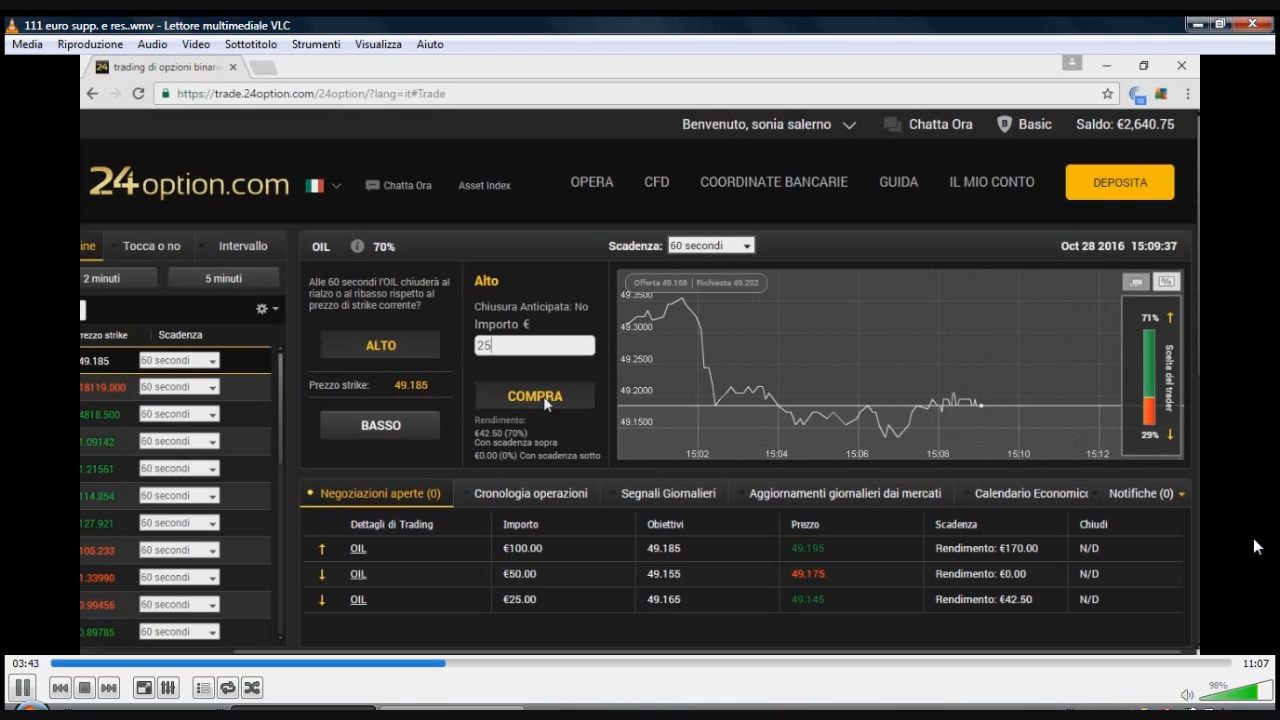 111 euro supp. e res..wmv - Lettore multimediale VLC
Media Riproduzione Audio Video Sottotitolo Strumenti Visualizza Aiuto
24 trading di opzioni binarie
https://trade.24option.com/24option/?lang=it#Trade
Benvenuto, sonia salerno Chatta Ora B Basic Saldo: €2,640.75
24option.com Chatta Ora Asset Index OPERA CFD COORDINATE BANCARIE GUIDA IL MIO CONTO DEPOSITA
ine Tocca o no Intervallo
2 minuti 5 minuti
rezzo strike Scadenza
49.185 60 secondi
18119.000 60 secondi
4818.500 60 secondi
1.09142 60 secondi
1.21561 60 secondi
114.854 60 secondi
127.921 60 secondi
105.233 60 secondi
1.33990 60 secondi
0.99456 60 secondi
0.89785 60 secondi
OIL i 70% Scadenza: 60 secondi Oct 28 2016 15:09:37
Alle 60 secondi l'OIL chiuderà al
rialzo o al ribasso rispetto al
prezzo di strike corrente?
ALTO
Prezzo strike: 49.185
BASSO
Alto
Chiusura Anticipata: No
Importo €
25
COMPRA
Rendimento:
€42.50 (70%)
Con scadenza sopra
€0.00 (0%) Con scadenza sotto
Offerta 49.168 | Richiesta 49.202
49.3500
49.3000
49.2500
49.2000
49.1500
15:02 15:04 15:06 15:08 15:10 15:12
%
71%
Scelta del trader
29%
Negoziazioni aperte (0) Cronologia operazioni Segnali Giornalieri Aggiornamenti giornalieri dai mercati Calendario Economico Notifiche (0)
Dettagli di Trading Importo Obiettivi Prezzo Scadenza Chiudi
OIL €100.00 49.185 49.195 Rendimento: €170.00 N/D
OIL €50.00 49.155 49.175 Rendimento: €0.00 N/D
OIL €25.00 49.165 49.145 Rendimento: €42.50 N/D
03:43 11:07
98%